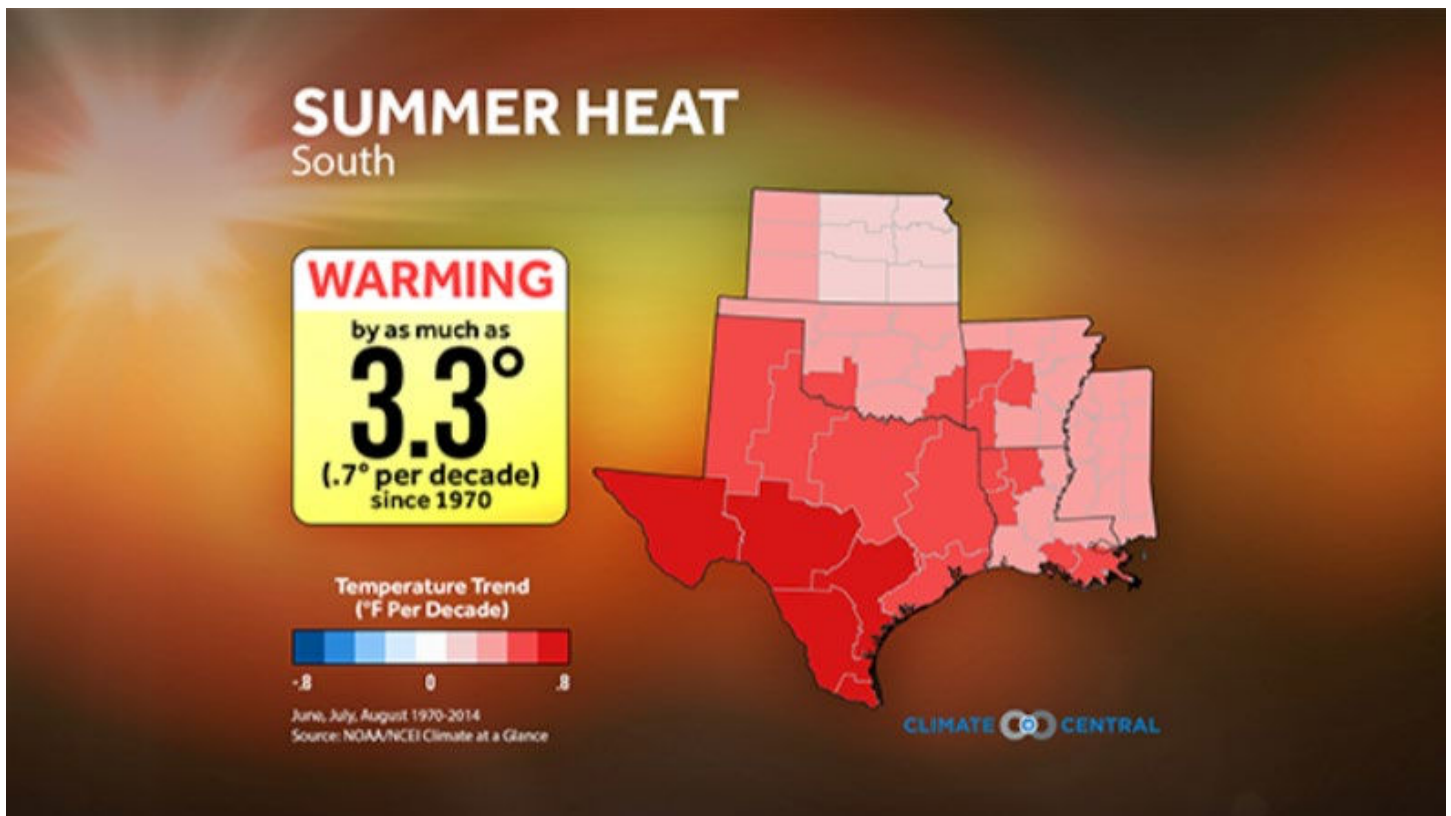 SUMMER HEAT
South
WARMING
by as much as
3.3°
(.7° per decade)
since 1970
Temperature Trend
(°F Per Decade)
-.8 0 .8
June, July, August 1970-2014
Source: NOAA/NCEI Climate at a Glance
CLIMATE CENTRAL